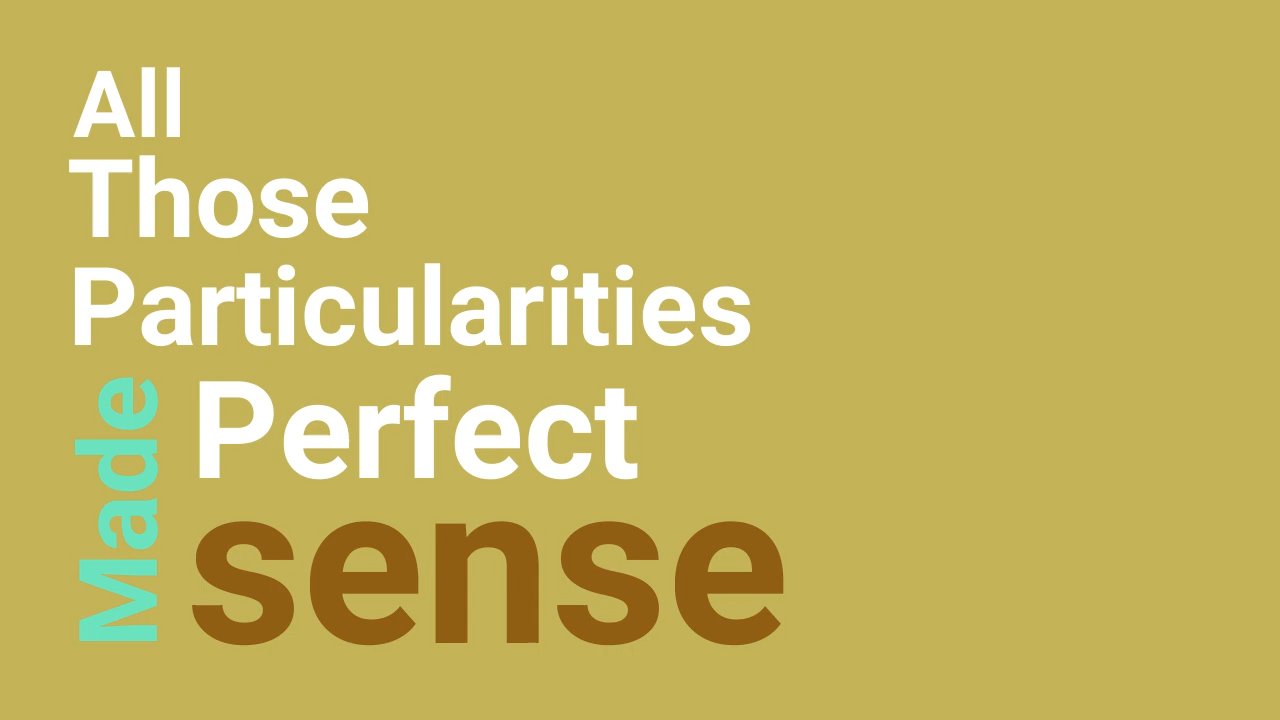 All
Those
Particularities
Made
Perfect
sense